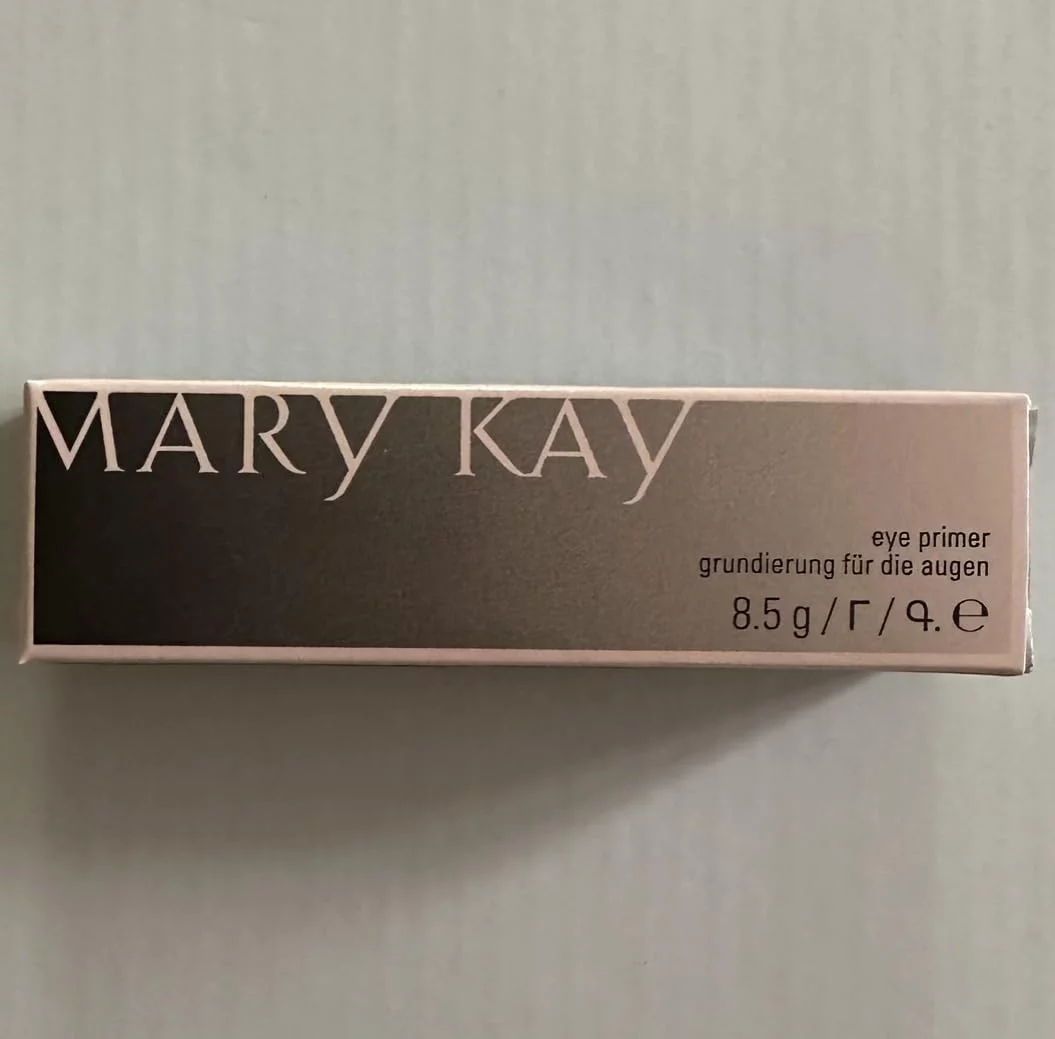 MARY KAY
eye primer
grundierung für die augen
8.5 g / Г / Գ. ℮